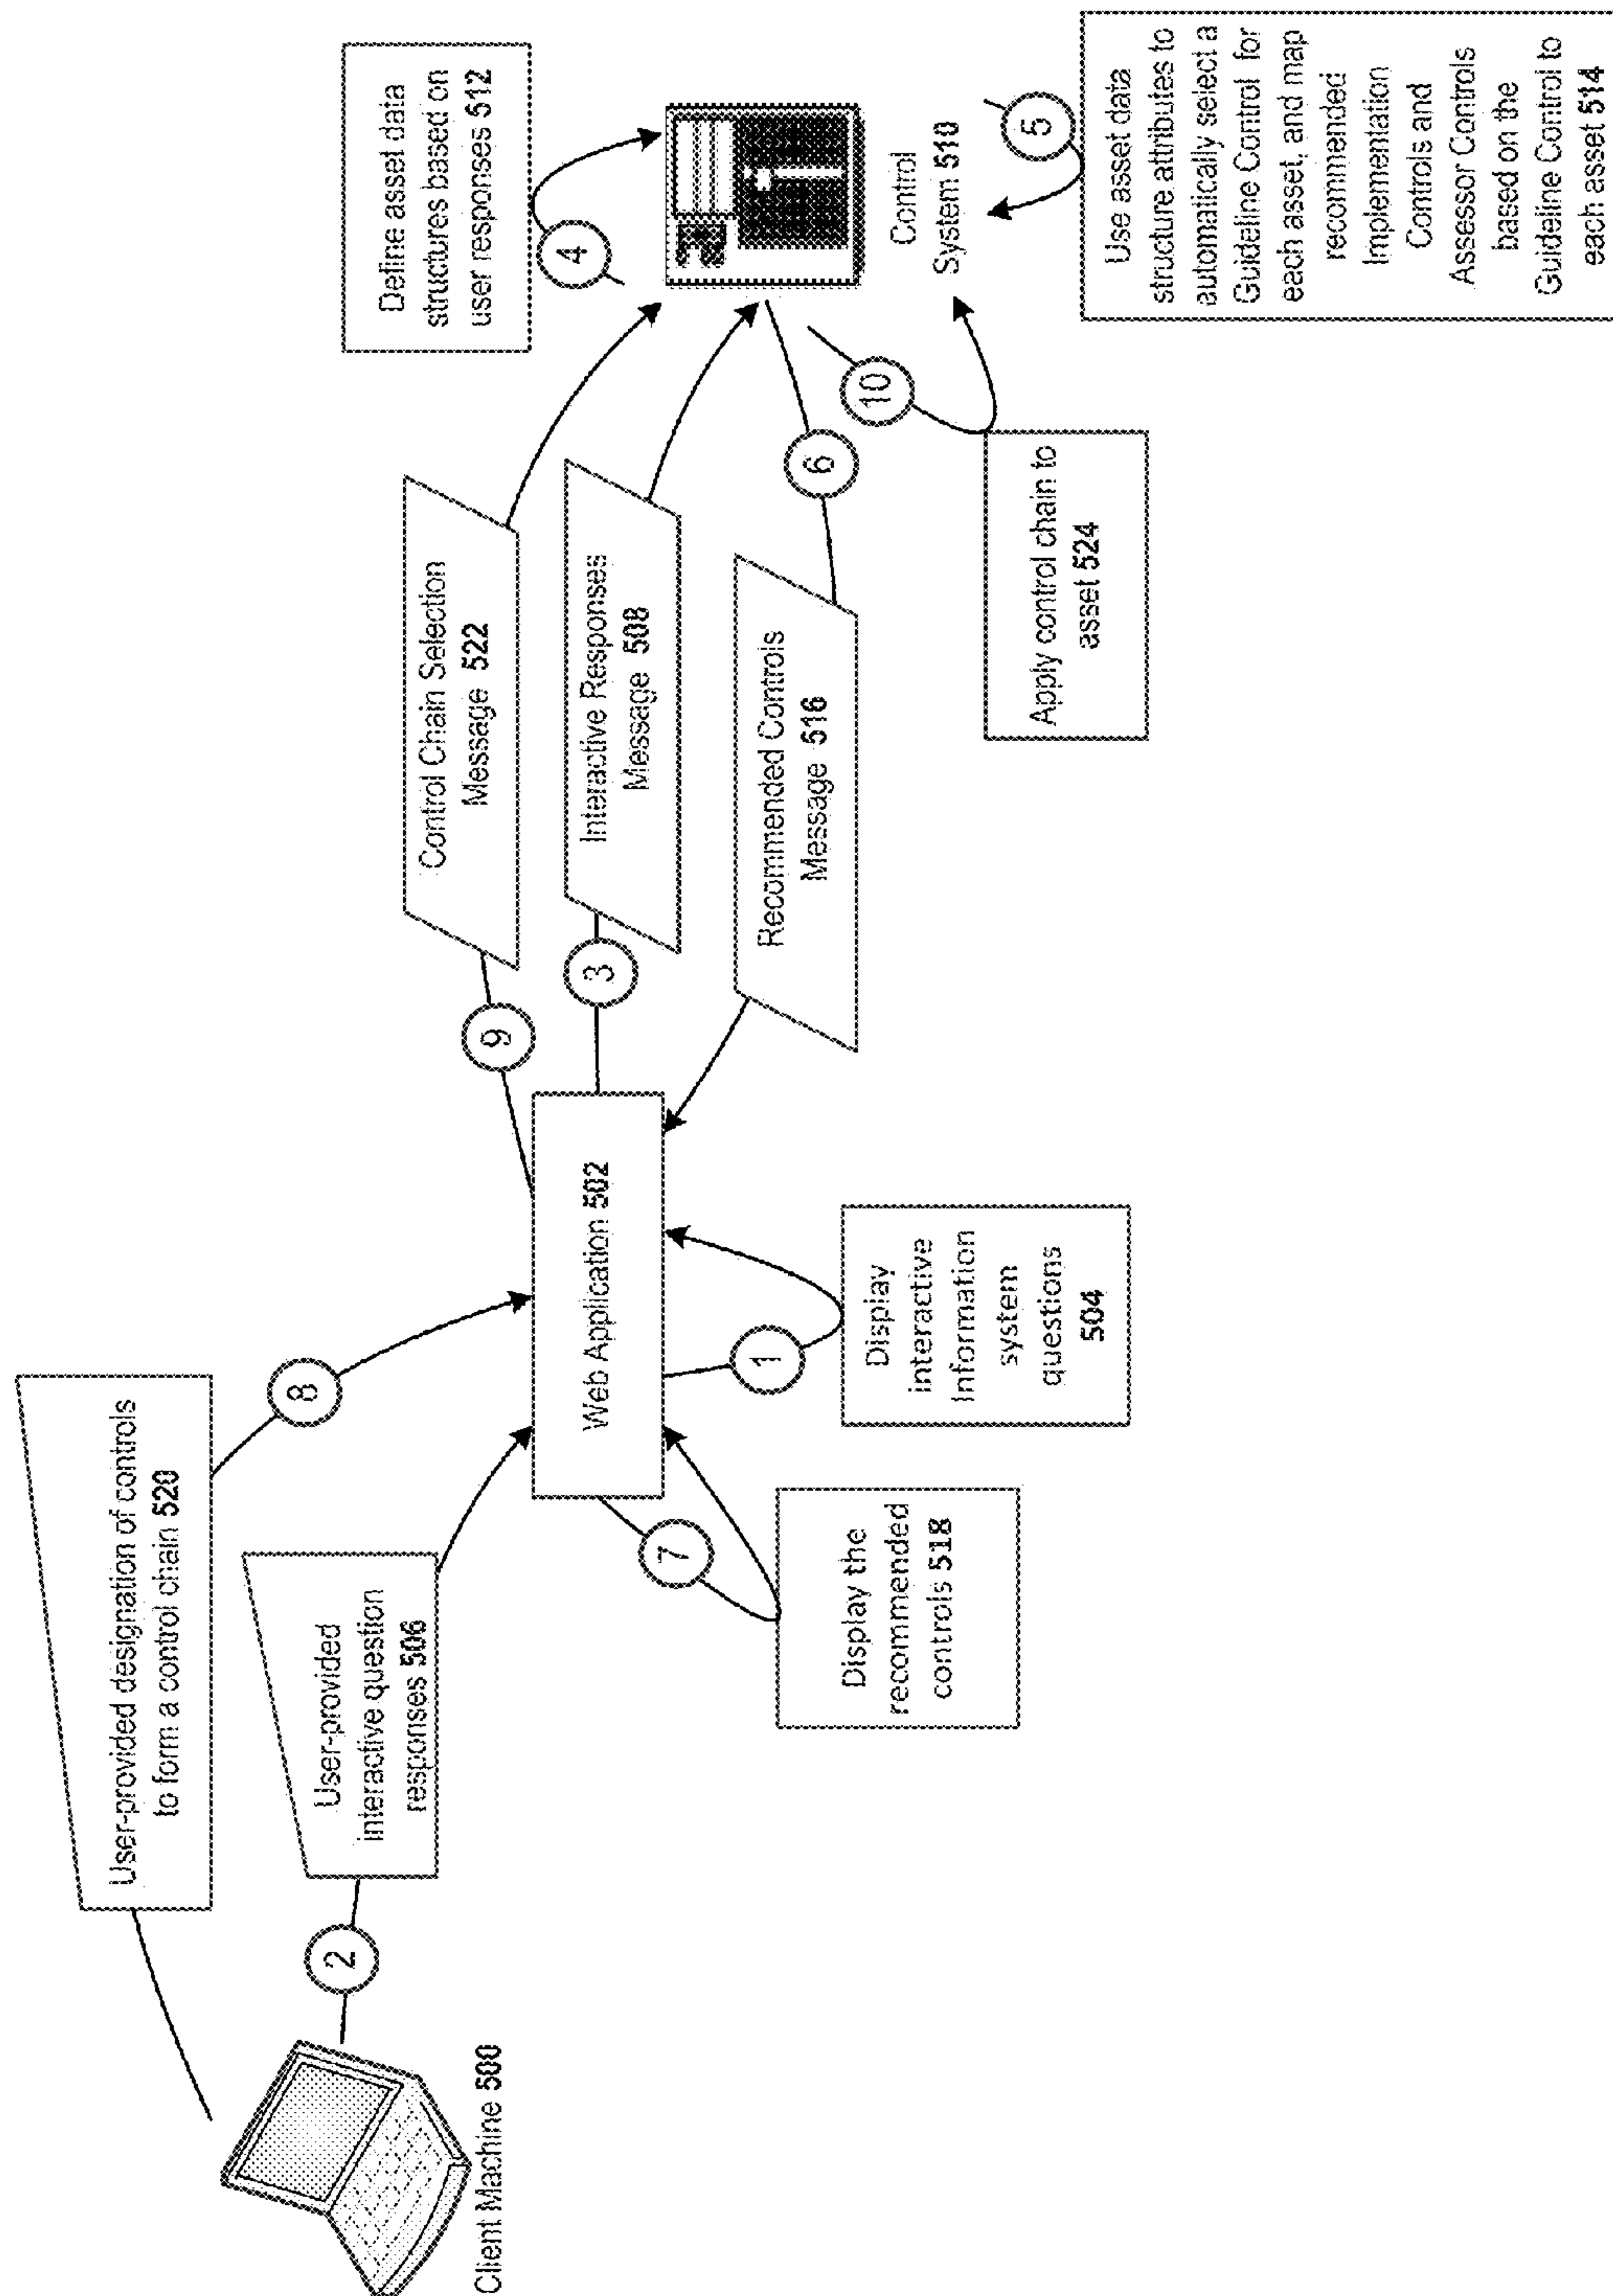 User-provided designation of controls
to form a control chain 520
8
User-provided
interactive question
responses 506
2
Client Machine 500
Web Application 502
7
Display the
recommended
controls 518
1
Display
interactive
Information
system
questions
504
9
Control Chain Selection
Message 522
3
Interactive Responses
Message 508
Recommended Controls
Message 516
6
10
Apply control chain to
asset 524
Define asset data
structures based on
user responses 512
4
Control
System 510
5
Use asset data
structure attributes to
automatically select a
Guideline Control for
each asset, and map
recommended
Implementation
Controls and
Assessor Controls
based on the
Guideline Control to
each asset 514